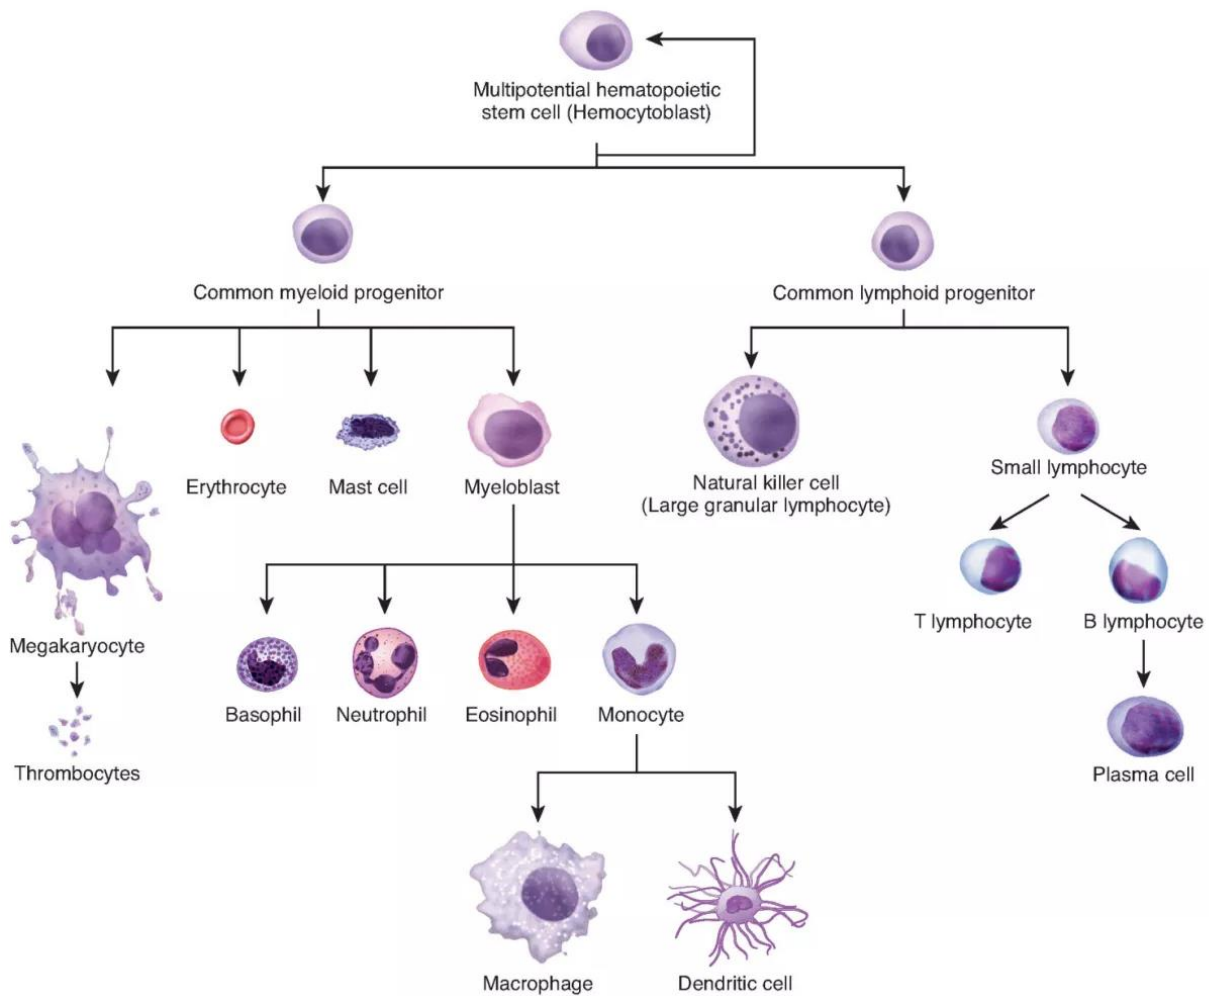 Multipotential hematopoietic
stem cell (Hemocytoblast)
Common myeloid progenitor
Common lymphoid progenitor
Erythrocyte
Mast cell
Myeloblast
Natural killer cell
(Large granular lymphocyte)
Small lymphocyte
Megakaryocyte
T lymphocyte
B lymphocyte
Basophil
Neutrophil
Eosinophil
Monocyte
Thrombocytes
Plasma cell
Macrophage
Dendritic cell